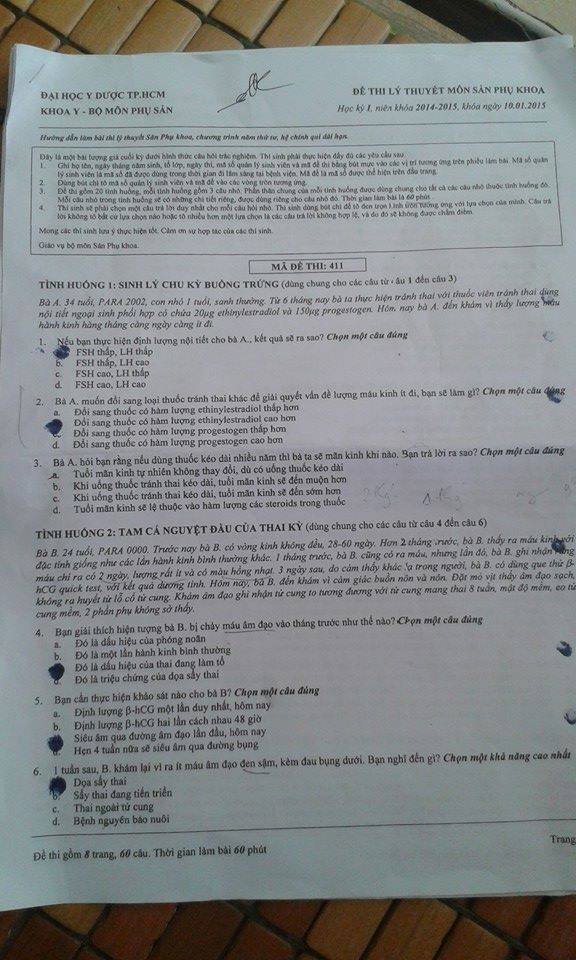 ĐẠI HỌC Y DƯỢC TP.HCM
KHOA Y - BỘ MÔN PHỤ SẢN
ĐỀ THI LÝ THUYẾT MÔN SẢN PHỤ KHOA
Học kỳ I, niên khóa 2014-2015, khóa ngày 10.01.2015
Hướng dẫn làm bài thi lý thuyết Sản Phụ khoa, chương trình năm thứ tư, hệ chính qui dài hạn.
Đây là một bài lượng giá cuối kỳ dưới hình thức câu hỏi trắc nghiệm. Thí sinh phải thực hiện đầy đủ các yêu cầu sau
1. Ghi họ tên, ngày tháng năm sinh, tổ lớp, ngày thi, mã số quản lý sinh viên và mã đề thi bằng bút mực vào các vị trí tương ứng trên phiếu làm bài. Mã số quản
lý sinh viên là mã số đã được dùng trong thời gian đi lâm sàng tại bệnh viện. Mã đề là mã số được thể hiện trên đầu trang.
2. Dùng bút chì tô mã số quản lý sinh viên và mã đề vào các vòng tròn tương ứng.
3. Đề thi gồm 20 tình huống, mỗi tình huống gồm 3 câu nhỏ. Phần thân chung của mỗi tình huống được dùng chung cho tất cả các câu nhỏ thuộc tình huống đó.
Mỗi câu nhỏ trong tình huống sẽ có những chi tiết riêng, được dùng riêng cho câu nhỏ đó. Thời gian làm bài là 60 phút
4. Thí sinh sẽ phải chọn một câu trả lời duy nhất cho mỗi câu hỏi nhỏ. Thí sinh dùng bút chì để tô đen trọn 1 hình tròn tương ứng với lựa chọn của mình. Câu trả
lời không tô bất cứ lựa chọn nào hoặc tô nhiều hơn một lựa chọn là các câu trả lời không hợp lệ, và do đó sẽ không được chấm điểm.
Mong các thí sinh lưu ý thực hiện tốt. Cảm ơn sự hợp tác của các thí sinh.
Giáo vụ bộ môn Sản Phụ khoa.
MÃ ĐỀ THI: 411
TÌNH HUỐNG 1: SINH LÝ CHU KỲ BUỒNG TRỨNG (dùng chung cho các câu từ câu 1 đến câu 3)
Bà A. 34 tuổi, PARA 2002, con nhỏ 1 tuổi, sanh thường. Từ 6 tháng nay bà ta thực hiện tránh thai với thuốc viên tránh thai dùng
nội tiết ngoại sinh phối hợp có chứa 20µg ethinylestradiol và 150µg progestogen. Hôm nay bà A. đến khám vì thấy lượng máu
hành kinh hàng tháng càng ngày càng ít đi.
1. Nếu bạn thực hiện định lượng nội tiết cho bà A., kết quả sẽ ra sao? Chọn một câu đúng
FSH thấp, LH thấp
b. FSH thấp, LH cao
c. FSH cao, LH thấp
d. FSH cao, LH cao
2. Bà A. muốn đổi sang loại thuốc tránh thai khác để giải quyết vấn đề lượng máu kinh ít đi, bạn sẽ làm gì? Chọn một câu đúng
a. Đổi sang thuốc có hàm lượng ethinylestradiol thấp hơn
b. Đổi sang thuốc có hàm lượng ethinylestradiol cao hơn
Đổi sang thuốc có hàm lượng progestogen thấp hơn
d. Đổi sang thuốc có hàm lượng progestogen cao hơn
3. Bà A. hỏi bạn rằng nếu dùng thuốc kéo dài nhiều năm thì bà ta sẽ mãn kinh khi nào. Bạn trả lời ra sao? Chọn một câu đúng
a. Tuổi mãn kinh tự nhiên không thay đổi, dù có uống thuốc kéo dài
b. Khi uống thuốc tránh thai kéo dài, tuổi mãn kinh sẽ đến muộn hơn
c. Khi uống thuốc tránh thai kéo dài, tuổi mãn kinh sẽ đến sớm hơn
d. Tuổi mãn kinh sẽ lệ thuộc vào hàm lượng các steroids trong thuốc
TÌNH HUỐNG 2: TAM CÁ NGUYỆT ĐẦU CỦA THAI KỲ (dùng chung cho các câu từ câu 4 đến câu 6)
Bà B. 24 tuổi, PARA 0000. Trước nay bà B. có vòng kinh không đều, 28-60 ngày. Hơn 2 tháng trước, bà B. thấy ra máu kinh với
đặc tính giống như các lần hành kinh bình thường khác. 1 tháng trước, bà B. cũng có ra máu, nhưng lần đó, bà B. ghi nhận rằng
máu chỉ ra có 2 ngày, lượng rất ít và có màu hồng nhạt. 3 ngày sau, do cảm thấy khác lạ trong người, bà B. có dùng que thử β-
hCG quick test, với kết quả dương tính. Hôm nay, bà B. đến khám vì cảm giác buồn nôn và nôn. Đặt mỏ vịt thấy âm đạo sạch,
không ra huyết từ lỗ cổ tử cung. Khám âm đạo ghi nhận tử cung to tương đương với tử cung mang thai 8 tuần, mật độ mềm, eo tử
cung mềm, 2 phần phụ không sờ thấy.
4. Bạn giải thích hiện tượng bà B. bị chảy máu âm đạo vào tháng trước như thế nào? Chọn một câu đúng
a. Đó là dấu hiệu của phóng noãn
b. Đó là một lần hành kinh bình thường
Đó là dấu hiệu của thai đang làm tổ
d. Đó là triệu chứng của dọa sẩy thai
5. Bạn cần thực hiện khảo sát nào cho bà B? Chọn một câu đúng
a. Định lượng β-hCG một lần duy nhất, hôm nay
b. Định lượng β-hCG hai lần cách nhau 48 giờ
Siêu âm qua đường âm đạo lần đầu, hôm nay
d. Hẹn 4 tuần nữa sẽ siêu âm qua đường bụng
6. 1 tuần sau, B. khám lại vì ra ít máu âm đạo đen sậm, kèm đau bụng dưới. Bạn nghĩ đến gì? Chọn một khả năng cao nhất
Dọa sẩy thai
b. Sẩy thai đang tiến triển
c. Thai ngoài tử cung
d. Bệnh nguyên bào nuôi
Đề thi gồm 8 trang, 60 câu. Thời gian làm bài 60 phút
Trang